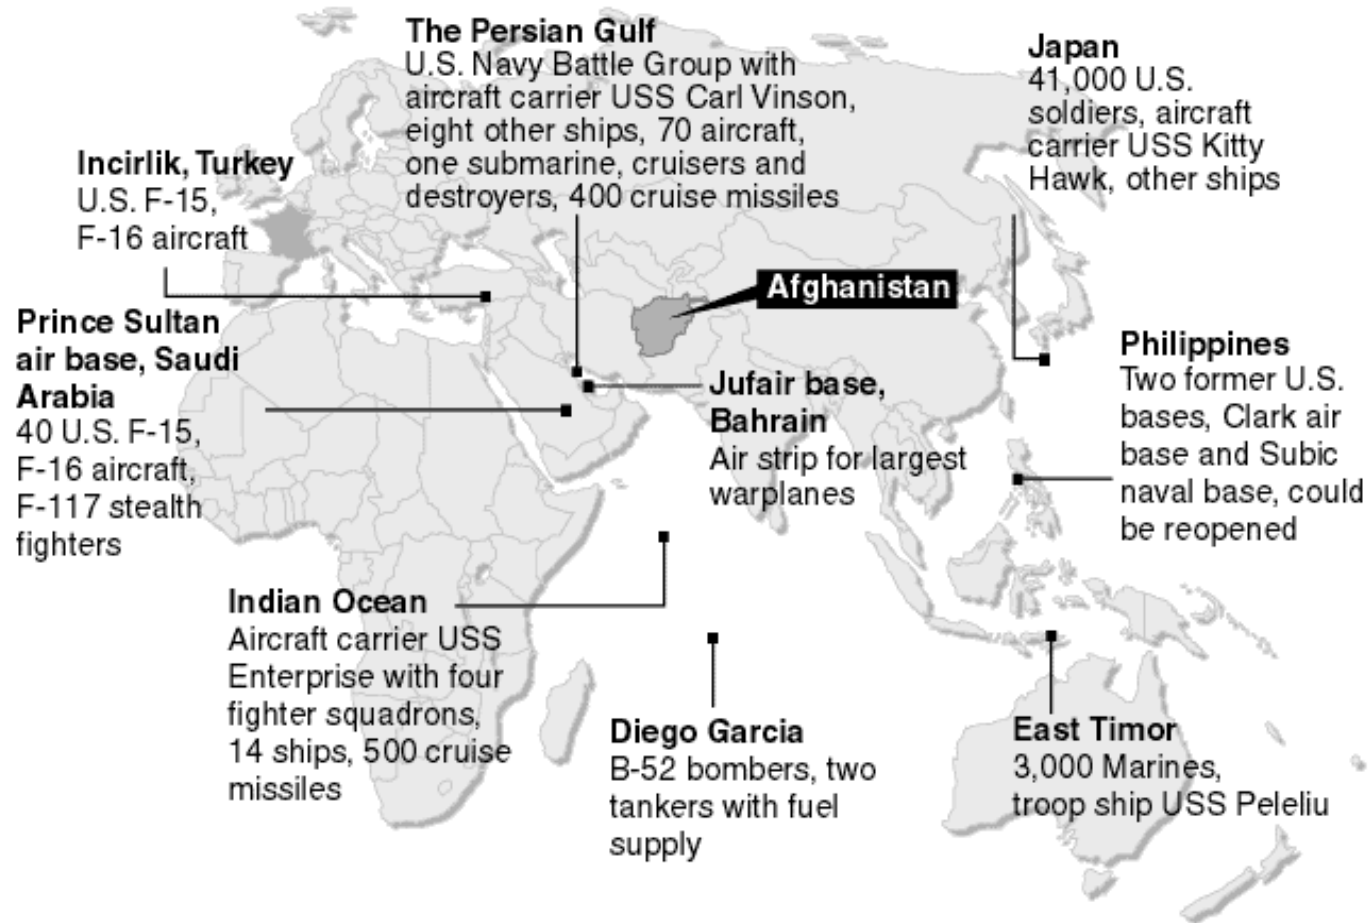 The Persian Gulf
U.S. Navy Battle Group with
aircraft carrier USS Carl Vinson,
eight other ships, 70 aircraft,
one submarine, cruisers and
destroyers, 400 cruise missiles
Japan
41,000 U.S.
soldiers, aircraft
carrier USS Kitty
Hawk, other ships
Incirlik, Turkey
U.S. F-15,
F-16 aircraft
Afghanistan
Prince Sultan
air base, Saudi
Arabia
40 U.S. F-15,
F-16 aircraft,
F-117 stealth
fighters
Jufair base,
Bahrain
Air strip for largest
warplanes
Philippines
Two former U.S.
bases, Clark air
base and Subic
naval base, could
be reopened
Indian Ocean
Aircraft carrier USS
Enterprise with four
fighter squadrons,
14 ships, 500 cruise
missiles
Diego Garcia
B-52 bombers, two
tankers with fuel
supply
East Timor
3,000 Marines,
troop ship USS Peleliu